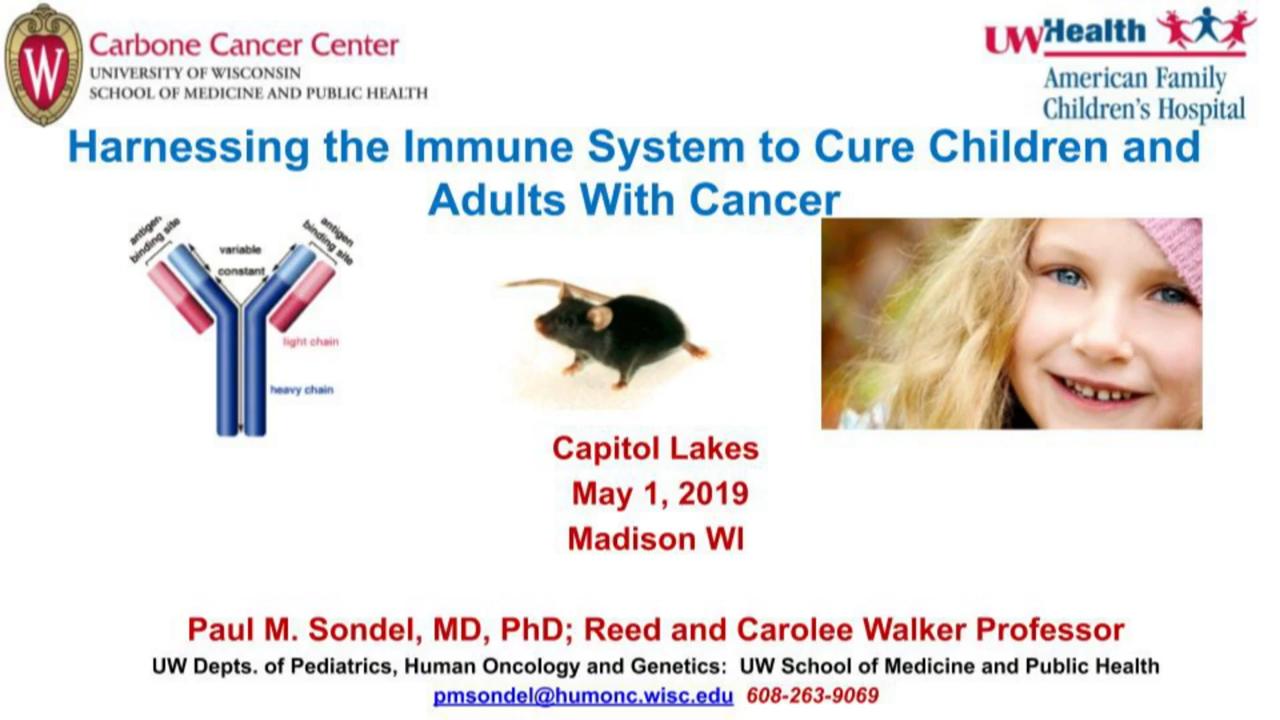 W
Carbone Cancer Center
UNIVERSITY OF WISCONSIN
SCHOOL OF MEDICINE AND PUBLIC HEALTH
UWHealth
American Family
Children's Hospital
Harnessing the Immune System to Cure Children and
Adults With Cancer
antigen
binding site
antigen
binding site
variable
constant
light chain
heavy chain
Capitol Lakes
May 1, 2019
Madison WI
Paul M. Sondel, MD, PhD; Reed and Carolee Walker Professor
UW Depts. of Pediatrics, Human Oncology and Genetics: UW School of Medicine and Public Health
pmsondel@humonc.wisc.edu 608-263-9069